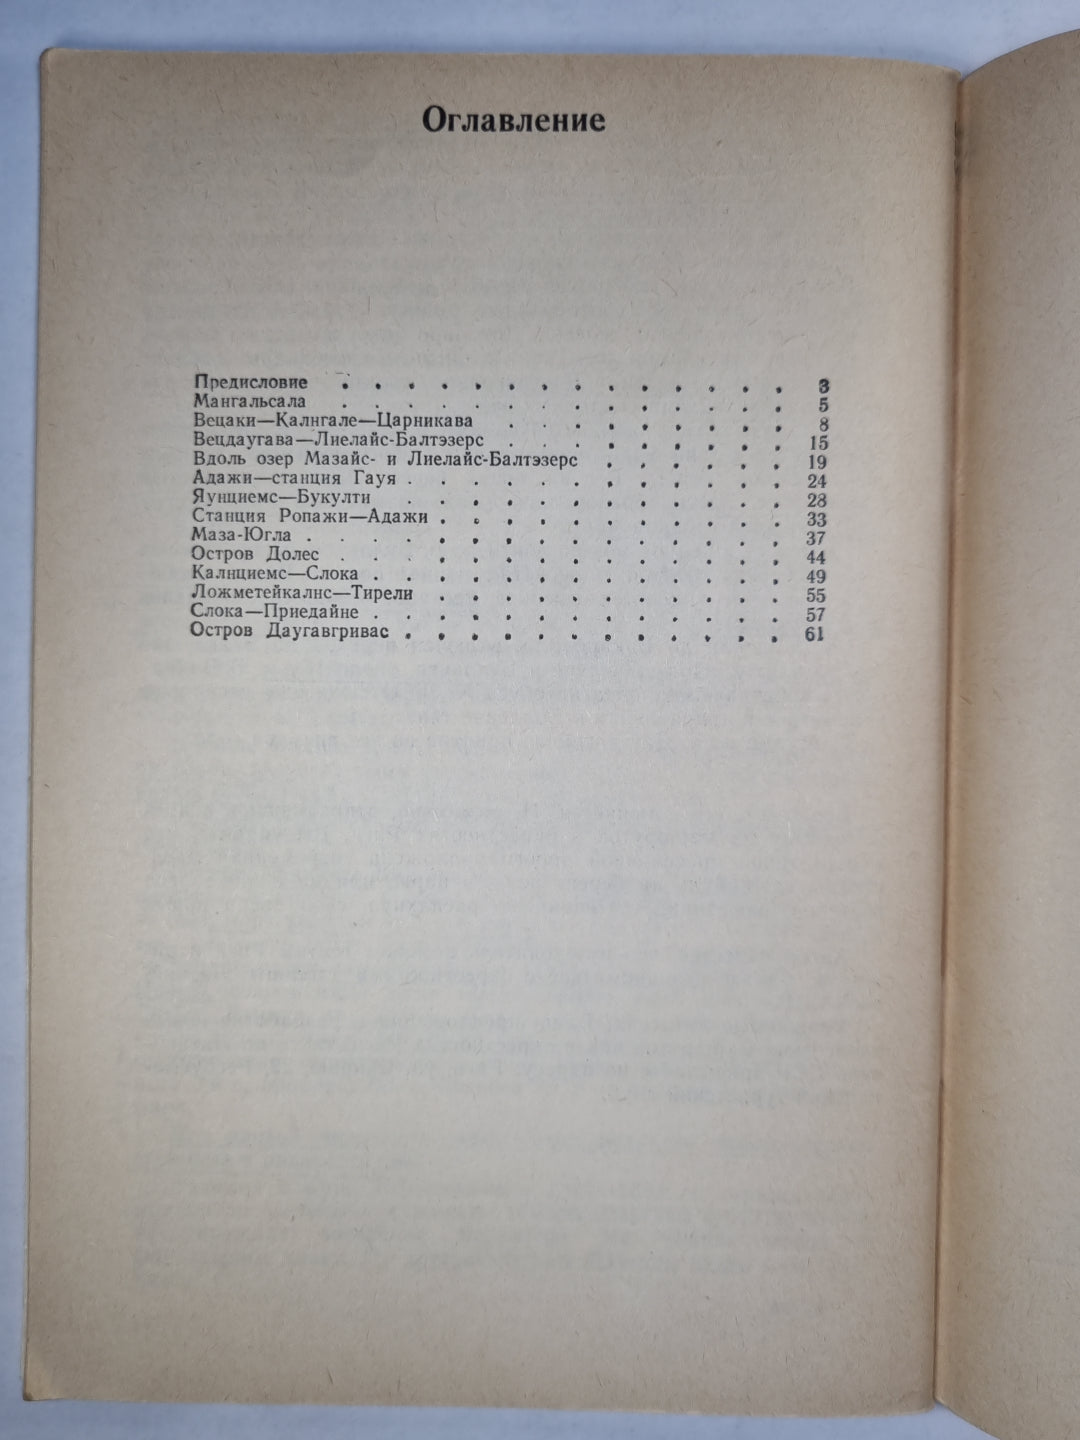 Оглавление
Предисловие . . . . . . . . . . . . . . 3
Мангальсала . . . . . . . . . . . . . . 5
Вецаки—Калнгале—Царникава . . . . . . . . . 8
Вецдаугава—Лиелайс-Балтэзерс . . . . . . . . . 15
Вдоль озер Мазайс- и Лиелайс-Балтэзерс . . . . . . 19
Адажи—станция Гауя . . . . . . . . . . . . 24
Яунциемс—Букулти . . . . . . . . . . . . 28
Станция Ропажи—Адажи . . . . . . . . . . . 33
Маза-Югла . . . . . . . . . . . . . . . 37
Остров Долес . . . . . . . . . . . . . . 44
Калнциемс—Слока . . . . . . . . . . . . . 49
Ложметейкалнс—Тирели . . . . . . . . . . . 55
Слока—Приедайне . . . . . . . . . . . . . 57
Остров Даугавгривас . . . . . . . . . . . . 61